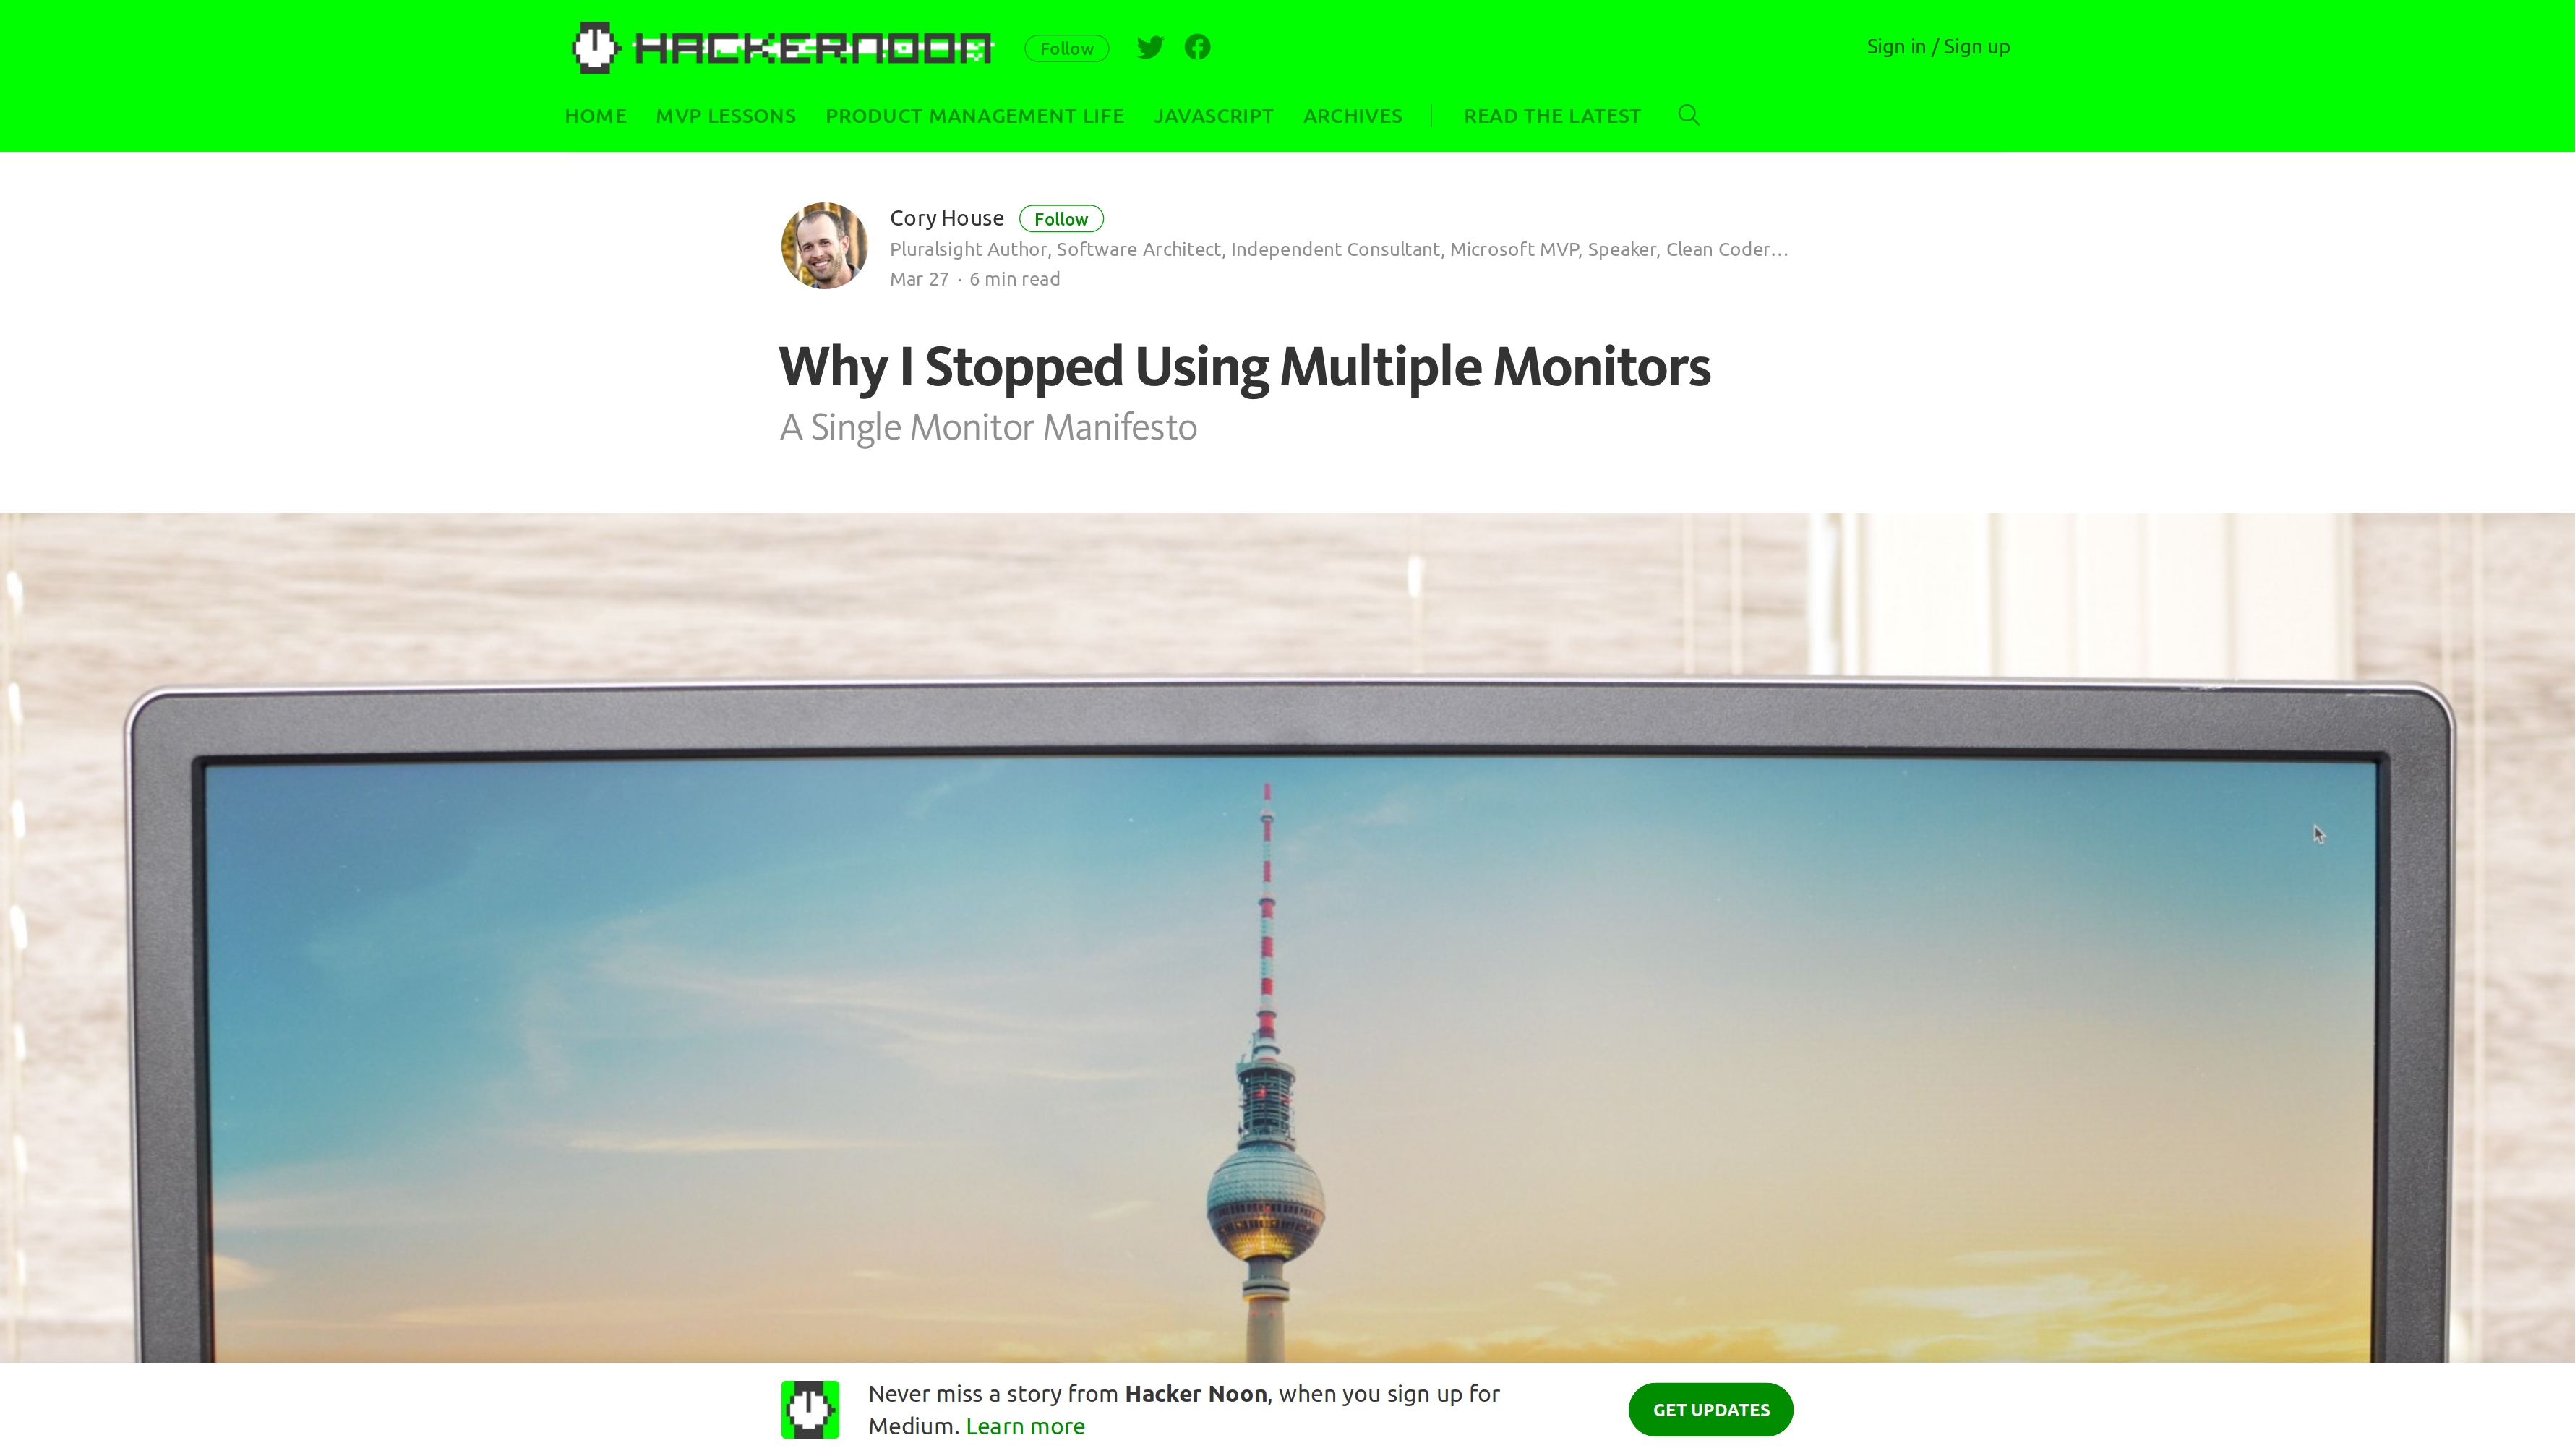 HACKERNOON Follow Sign in / Sign up
HOME MVP LESSONS PRODUCT MANAGEMENT LIFE JAVASCRIPT ARCHIVES READ THE LATEST
Cory House Follow
Pluralsight Author, Software Architect, Independent Consultant, Microsoft MVP, Speaker, Clean Coder…
Mar 27 · 6 min read
Why I Stopped Using Multiple Monitors
A Single Monitor Manifesto
Never miss a story from Hacker Noon, when you sign up for
Medium. Learn more
GET UPDATES